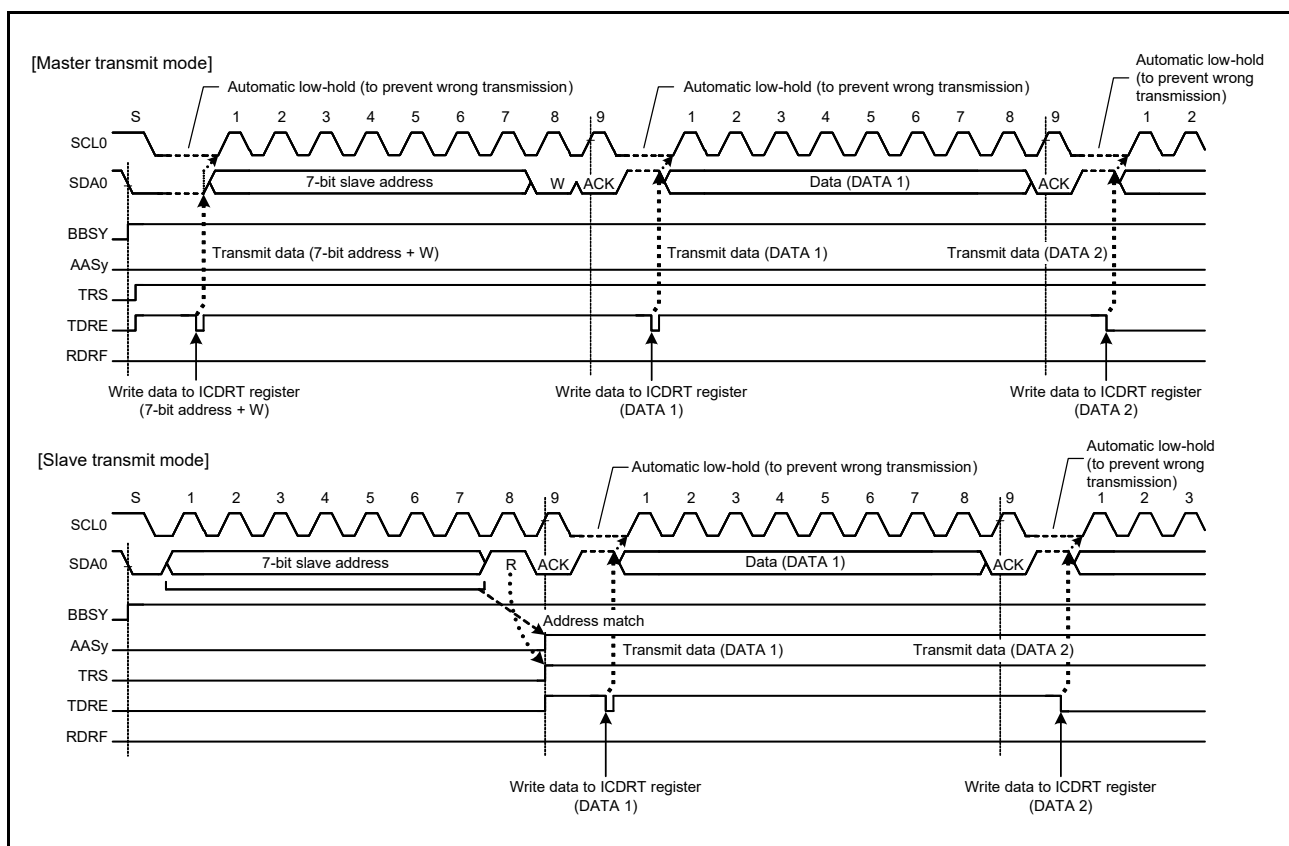 [Master transmit mode]
Automatic low-hold (to prevent wrong transmission)
Automatic low-hold (to prevent wrong transmission)
Automatic low-hold
(to prevent wrong
transmission)
S 1 2 3 4 5 6 7 8 9 1 2 3 4 5 6 7 8 9 1 2
SCL0
SDA0 7-bit slave address W ACK Data (DATA 1) ACK
BBSY
Transmit data (7-bit address + W) Transmit data (DATA 1) Transmit data (DATA 2)
AASy
TRS
TDRE
RDRF
Write data to ICDRT register
(7-bit address + W)
Write data to ICDRT register
(DATA 1)
Write data to ICDRT register
(DATA 2)
[Slave transmit mode]
Automatic low-hold (to prevent wrong transmission)
Automatic low-hold
(to prevent wrong
transmission)
S 1 2 3 4 5 6 7 8 9 1 2 3 4 5 6 7 8 9 1 2 3
SCL0
SDA0 7-bit slave address R ACK Data (DATA 1) ACK
BBSY
Address match
AASy
Transmit data (DATA 1) Transmit data (DATA 2)
TRS
TDRE
RDRF
Write data to ICDRT register
(DATA 1)
Write data to ICDRT register
(DATA 2)